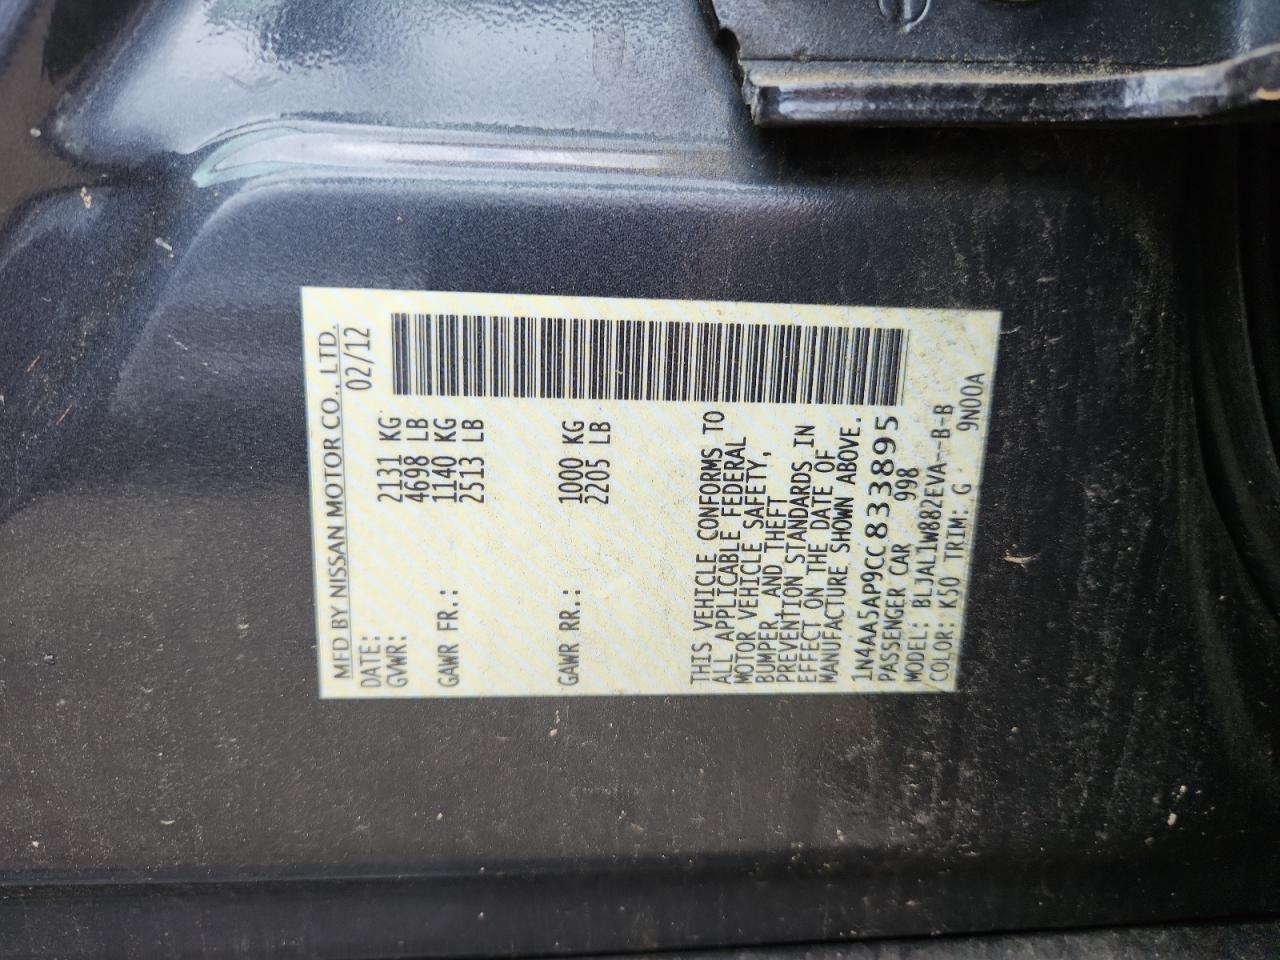 MFD BY NISSAN MOTOR CO., LTD.
DATE: 02/12
GVWR: 2131 KG
4698 LB
GAWR FR.: 1140 KG
2513 LB
GAWR RR.: 1000 KG
2205 LB
THIS VEHICLE CONFORMS TO
ALL APPLICABLE FEDERAL
MOTOR VEHICLE SAFETY,
BUMPER, AND THEFT
PREVENTION STANDARDS IN
EFFECT ON THE DATE OF
MANUFACTURE SHOWN ABOVE.
1N4AA5AP9CC833895
PASSENGER CAR 998
MODEL: BLJAL1W882EVA--B-B
COLOR: K50 TRIM: G 9N00A